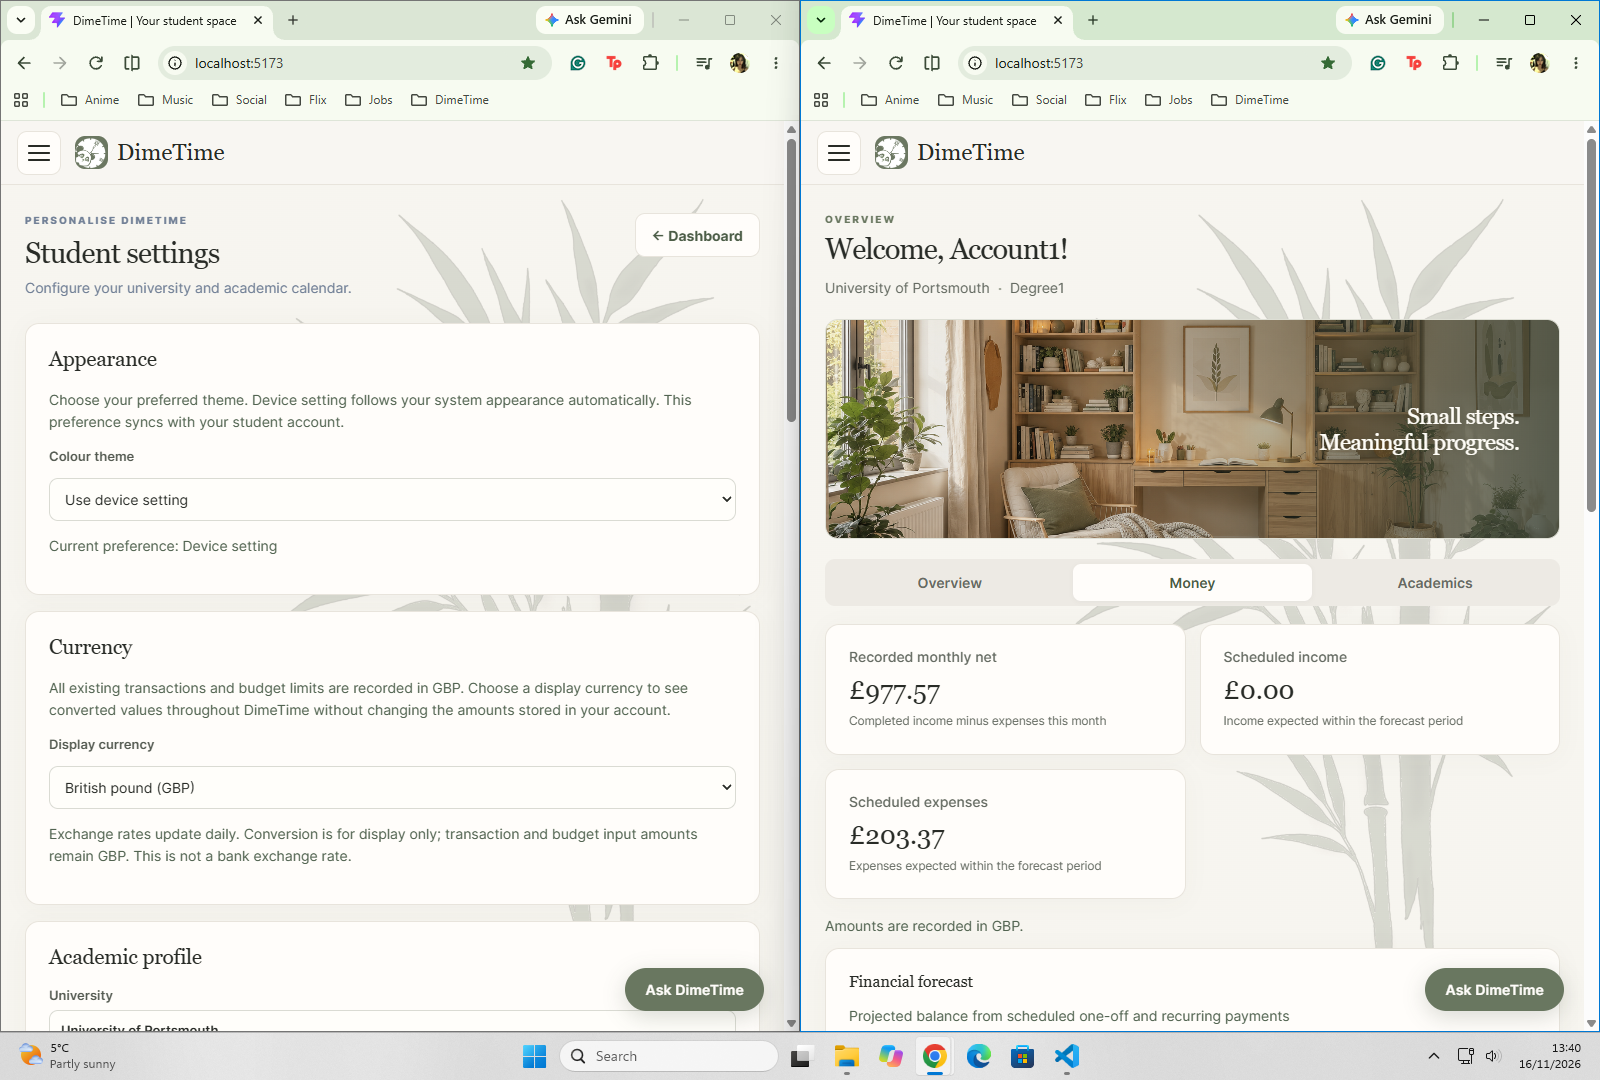 DimeTime | Your student space
Ask Gemini
localhost:5173
Anime
Music
Social
Flix
Jobs
DimeTime
DimeTime
PERSONALISE DIMETIME
Student settings
Configure your university and academic calendar.
← Dashboard
Appearance
Choose your preferred theme. Device setting follows your system appearance automatically. This
preference syncs with your student account.
Colour theme
Use device setting
Current preference: Device setting
Currency
All existing transactions and budget limits are recorded in GBP. Choose a display currency to see
converted values throughout DimeTime without changing the amounts stored in your account.
Display currency
British pound (GBP)
Exchange rates update daily. Conversion is for display only; transaction and budget input amounts
remain GBP. This is not a bank exchange rate.
Academic profile
University
University of Portsmouth
Ask DimeTime
DimeTime | Your student space
Ask Gemini
localhost:5173
Anime
Music
Social
Flix
Jobs
DimeTime
DimeTime
OVERVIEW
Welcome, Account1!
University of Portsmouth · Degree1
Small steps.
Meaningful progress.
Overview
Money
Academics
Recorded monthly net
£977.57
Completed income minus expenses this month
Scheduled income
£0.00
Income expected within the forecast period
Scheduled expenses
£203.37
Expenses expected within the forecast period
Amounts are recorded in GBP.
Financial forecast
Projected balance from scheduled one-off and recurring payments
Ask DimeTime
5°C
Partly sunny
Search
13:40
16/11/2026